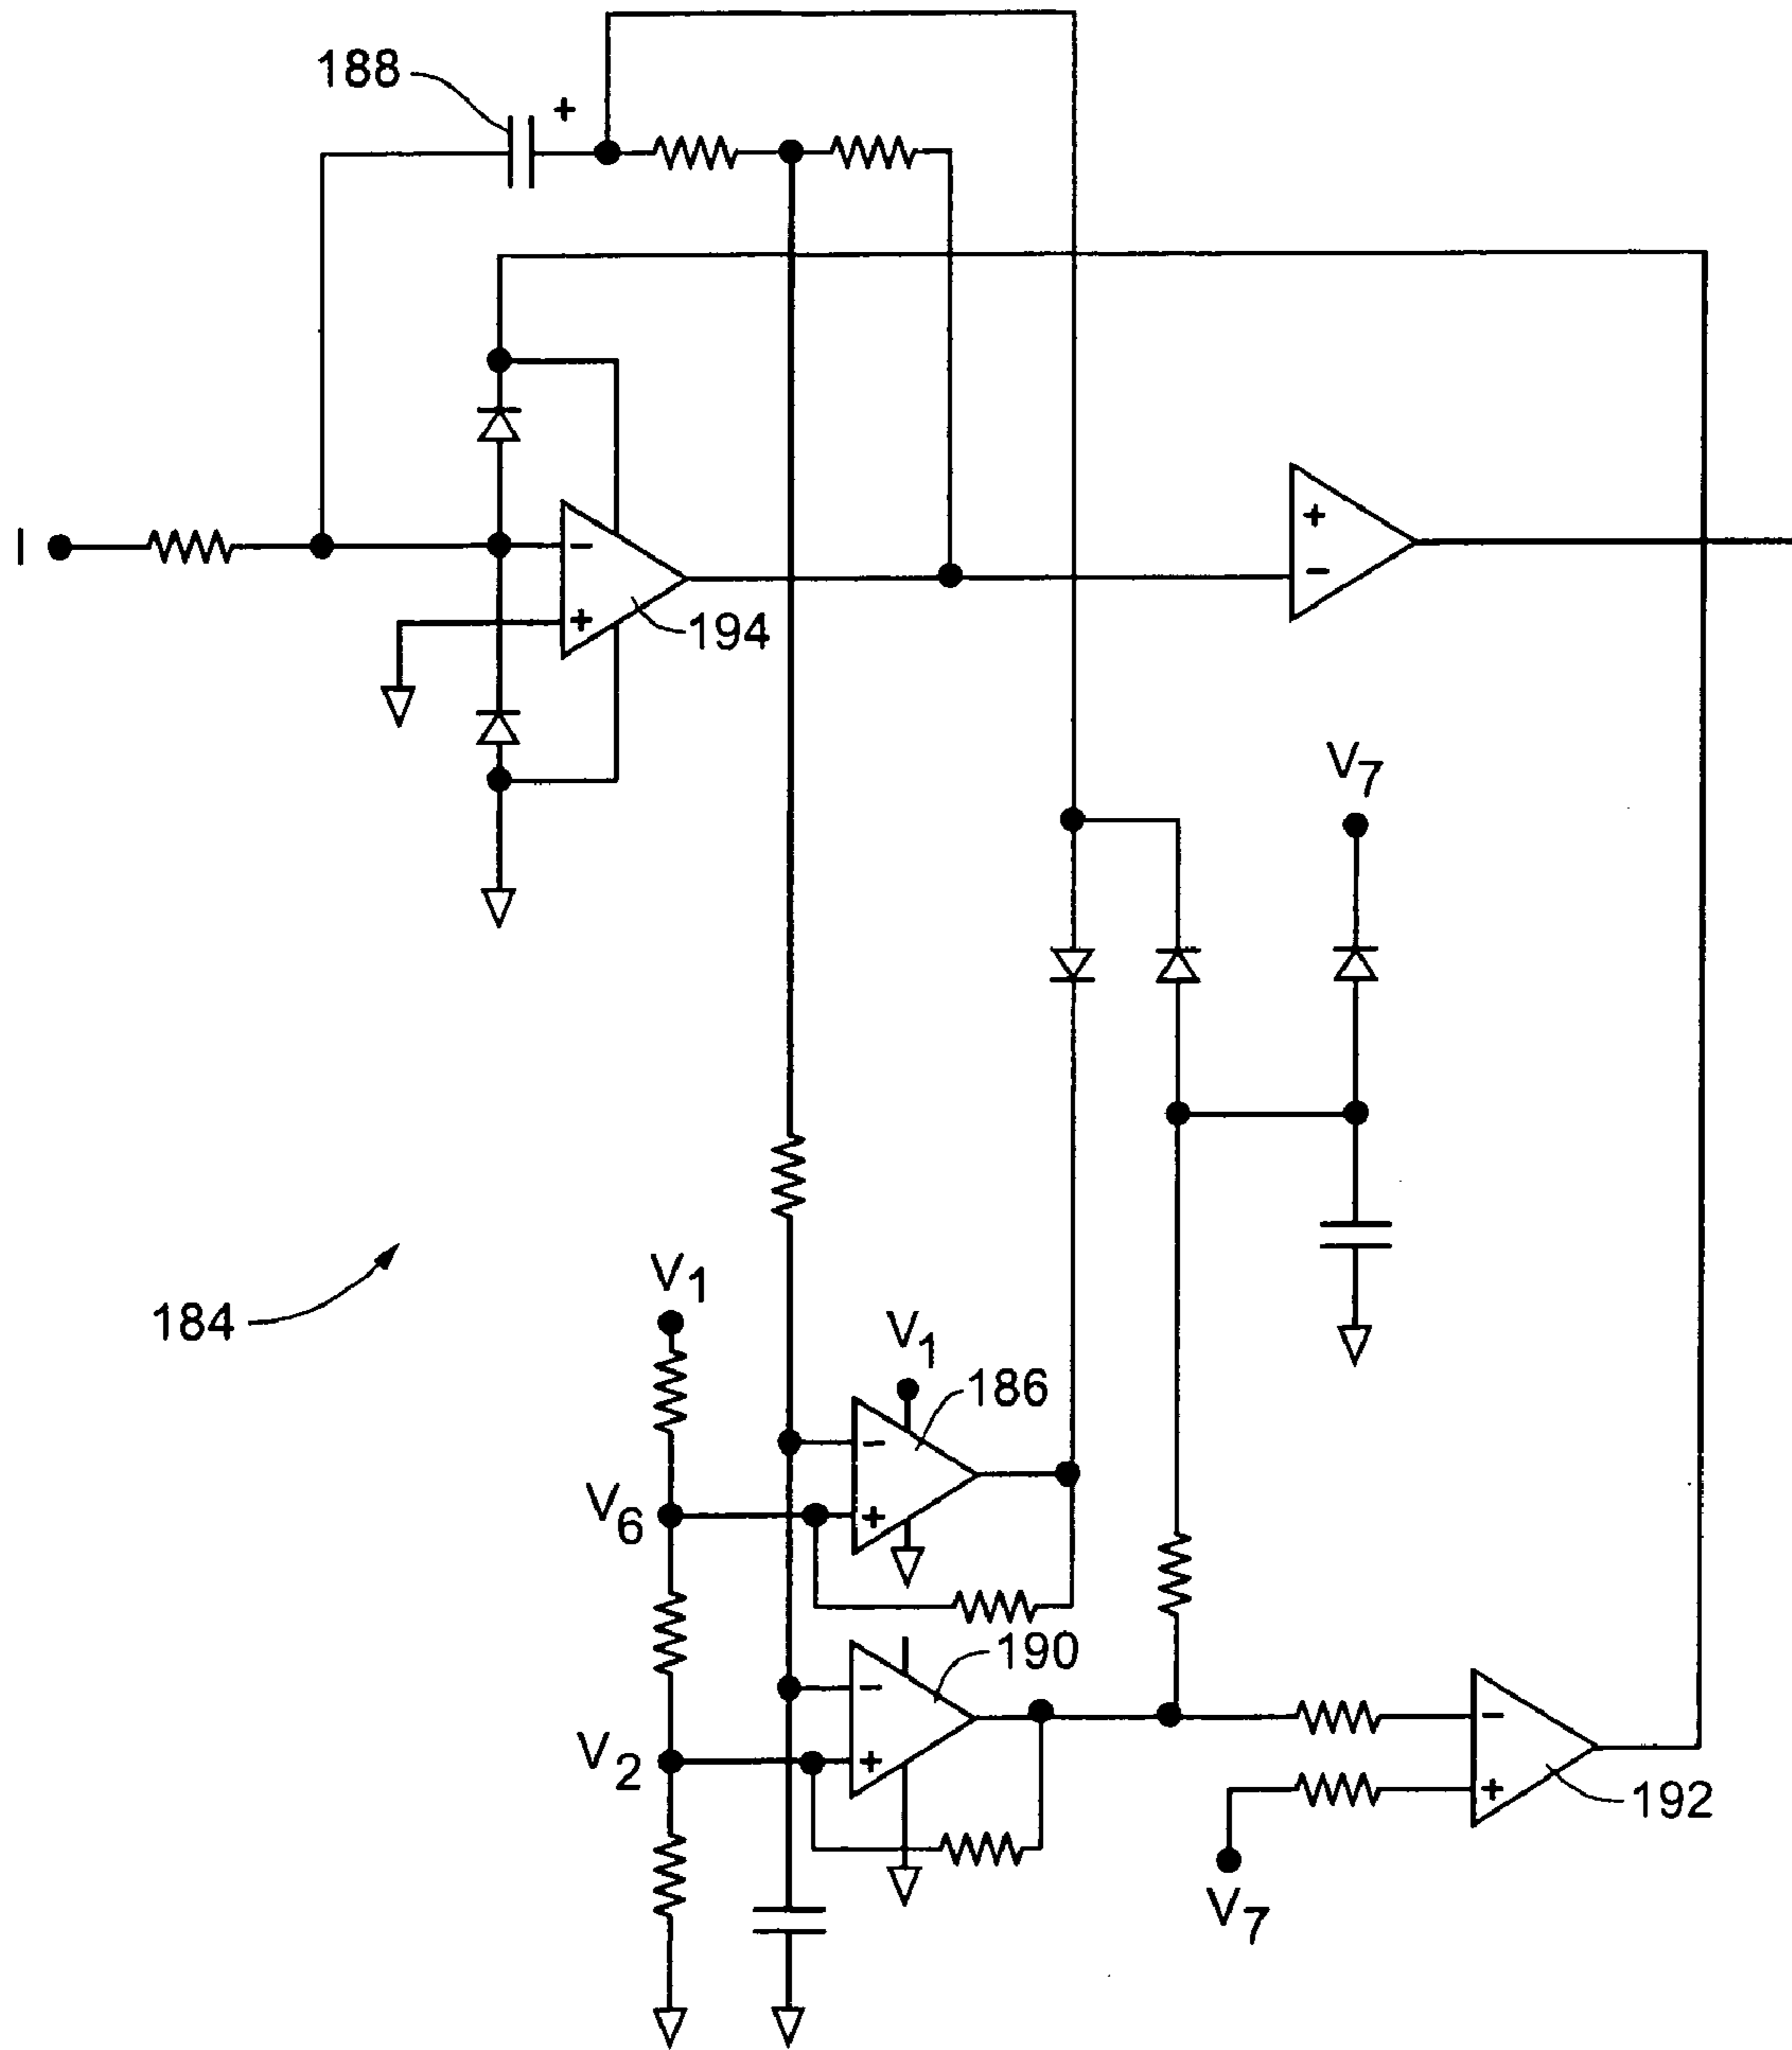 188
+
I
-
+
194
+
-
V7
184
V1
V1
186
-
V6
+
190
-
V2
+
-
+
192
V7